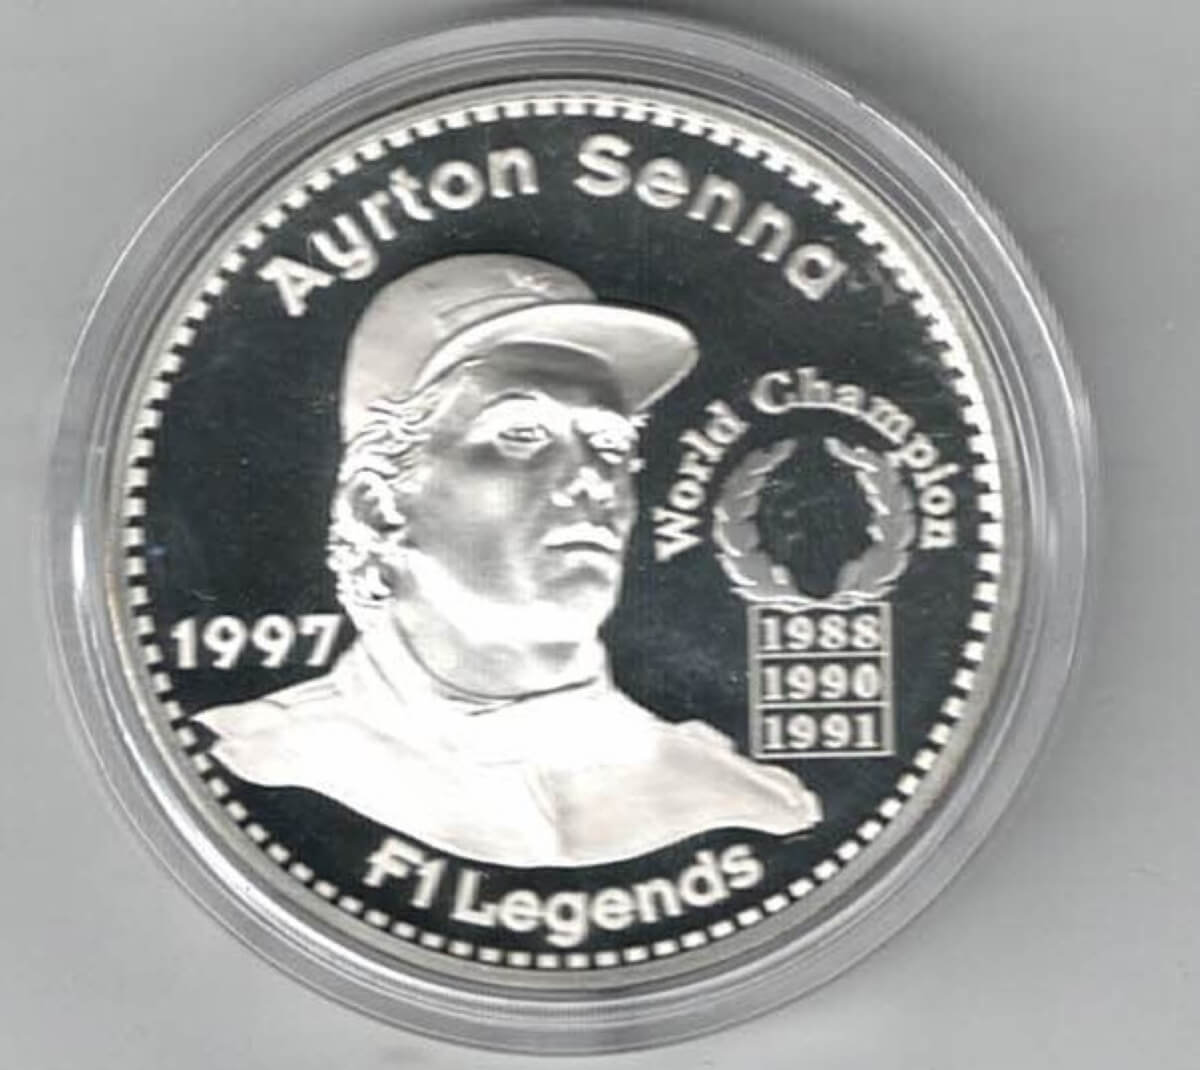 Ayrton Senna
World Champion
1988
1990
1991
1997
F1 Legends